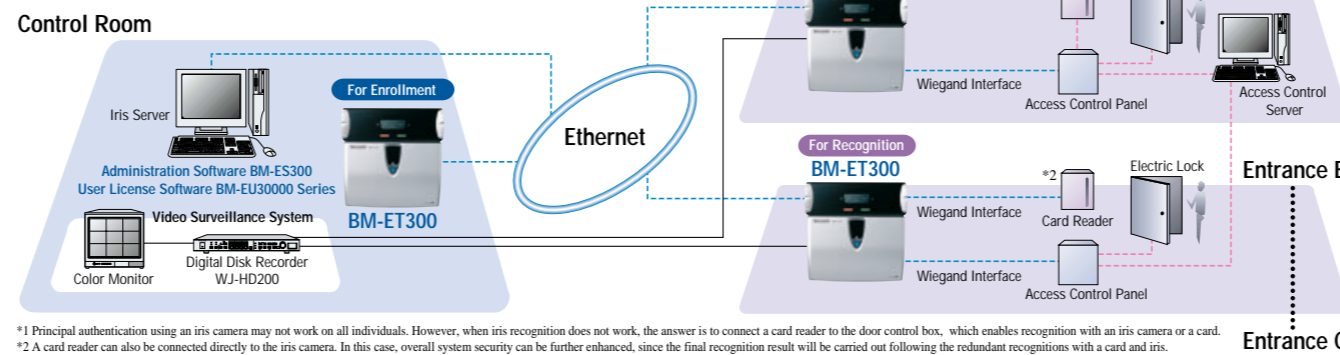 Control Room
For Enrollment
Iris Server
Ethernet
Administration Software BM-ES300
User License Software BM-EU30000 Series
BM-ET300
Video Surveillance System
Color Monitor
Digital Disk Recorder
WJ-HD200
Wiegand Interface
Access Control Panel
Access Control
Server
For Recognition
BM-ET300
*2
Electric Lock
Entrance
Wiegand Interface
Card Reader
Wiegand Interface
Access Control Panel
*1 Principal authentication using an iris camera may not work on all individuals. However, when iris recognition does not work, the answer is to connect a card reader to the door control box, which enables recognition with an iris camera or a card.
*2 A card reader can also be connected directly to the iris camera. In this case, overall system security can be further enhanced, since the final recognition result will be carried out following the redundant recognitions with a card and iris.
Entrance